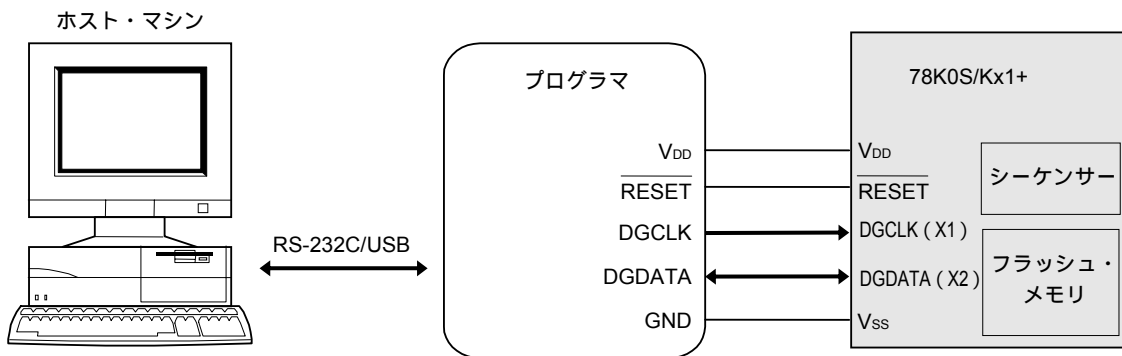 ホスト・マシン
RS-232C/USB
プログラマ
VDD
RESET
DGCLK
DGDATA
GND
78K0S/Kx1+
VDD
RESET
DGCLK ( X1 )
DGDATA ( X2 )
VSS
シーケンサー
フラッシュ・
メモリ